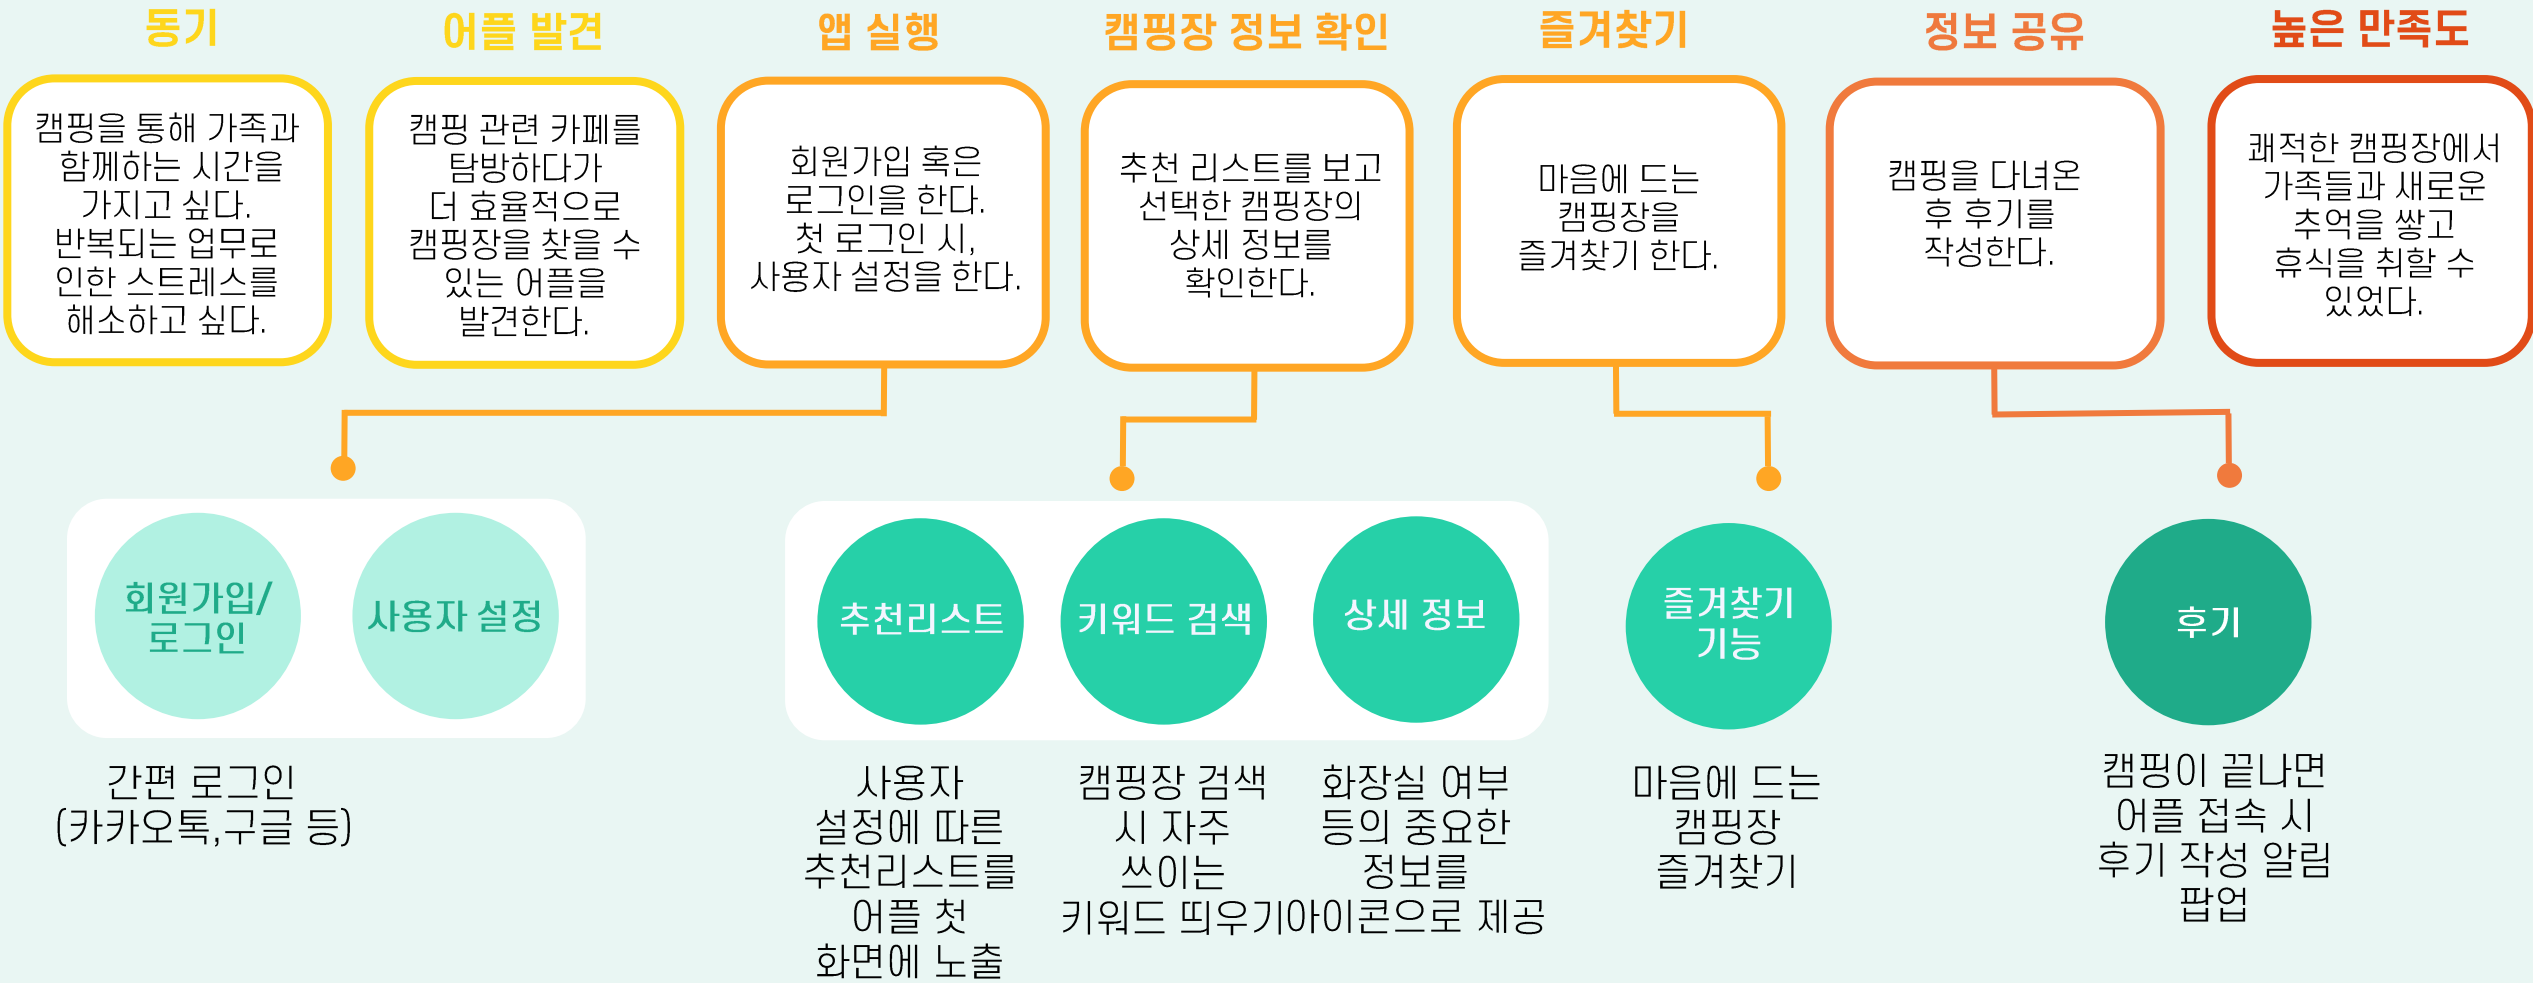 동기
캠핑을 통해 가족과
함께하는 시간을
가지고 싶다.
반복되는 업무로
인한 스트레스를
해소하고 싶다.
어플 발견
캠핑 관련 카페를
탐방하다가
더 효율적으로
캠핑장을 찾을 수
있는 어플을
발견한다.
앱 실행
회원가입 혹은
로그인을 한다.
첫 로그인 시,
사용자 설정을 한다.
캠핑장 정보 확인
추천 리스트를 보고
선택한 캠핑장의
상세 정보를
확인한다.
즐겨찾기
마음에 드는
캠핑장을
즐겨찾기 한다.
정보 공유
캠핑을 다녀온
후 후기를
작성한다.
높은 만족도
쾌적한 캠핑장에서
가족들과 새로운
추억을 쌓고
휴식을 취할 수
있었다.
회원가입/
로그인
사용자 설정
간편 로그인
(카카오톡,구글 등)
추천리스트
사용자
설정에 따른
추천리스트를
어플 첫
화면에 노출
키워드 검색
캠핑장 검색
시 자주
쓰이는
키워드 띄우기
상세 정보
화장실 여부
등의 중요한
정보를
아이콘으로 제공
즐겨찾기
기능
마음에 드는
캠핑장
즐겨찾기
후기
캠핑이 끝나면
어플 접속 시
후기 작성 알림
팝업